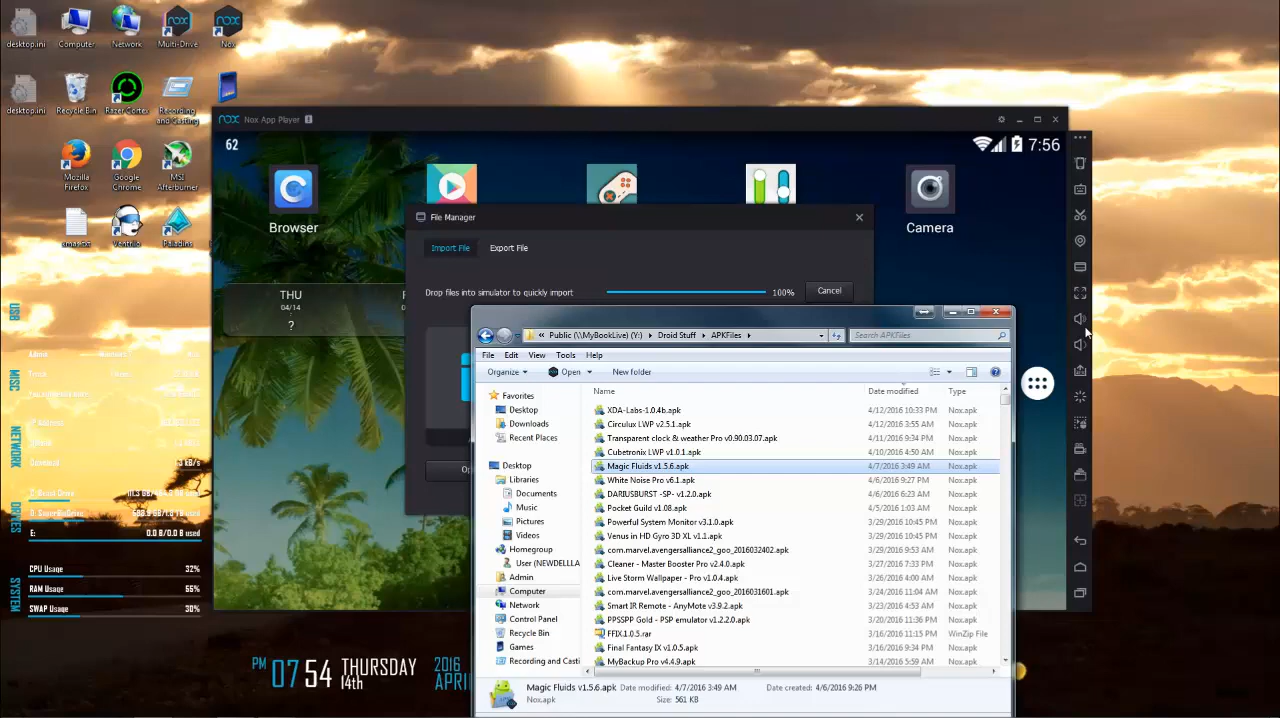 desktop.ini
Computer
Network
Multi-Drive
Nox
desktop.ini
Recycle Bin
Razer Cortex
Recording and Casting
Mozilla Firefox
Google Chrome
MSI Afterburner
Ventrilo
Paladins
nox Nox App Player
62
7:56
Browser
Camera
THU
04/14
?
File Manager
Import File Export File
Drop files into simulator to quickly import 100% Cancel
Public (\\MyBookLive) (Y:) Droid Stuff APKFiles Search APKFiles
File Edit View Tools Help
Organize Open New folder
Name Date modified Type
Favorites
Desktop
Downloads
Recent Places
Desktop
Libraries
Documents
Music
Pictures
Videos
Homegroup
User (NEWDELLLA
Admin
Computer
Network
Control Panel
Recycle Bin
Games
Recording and Casti
XDA-Labs-1.0.4b.apk 4/12/2016 10:33 PM Nox.apk
Circulux LWP v2.5.1.apk 4/12/2016 3:55 AM Nox.apk
Transparent clock & weather Pro v0.90.03.07.apk 4/11/2016 9:34 PM Nox.apk
Cubetronix LWP v1.0.1.apk 4/10/2016 4:50 AM Nox.apk
Magic Fluids v1.5.6.apk 4/7/2016 3:49 AM Nox.apk
White Noise Pro v6.1.apk 4/6/2016 9:27 PM Nox.apk
DARIUSBURST -SP- v1.2.0.apk 4/6/2016 6:23 AM Nox.apk
Pocket Guild v1.08.apk 4/5/2016 1:03 AM Nox.apk
Powerful System Monitor v3.1.0.apk 3/29/2016 10:45 PM Nox.apk
Venus in HD Gyro 3D XL v1.1.apk 3/29/2016 10:45 PM Nox.apk
com.marvel.avengersalliance2_goo_2016032402.apk 3/29/2016 9:53 AM Nox.apk
Cleaner - Master Booster Pro v2.4.0.apk 3/27/2016 7:33 PM Nox.apk
Live Storm Wallpaper - Pro v1.0.4.apk 3/26/2016 4:00 AM Nox.apk
com.marvel.avengersalliance2_goo_2016031601.apk 3/24/2016 11:04 AM Nox.apk
Smart IR Remote - AnyMote v3.9.2.apk 3/23/2016 4:53 AM Nox.apk
PPSSPP Gold - PSP emulator v1.2.2.0.apk 3/20/2016 11:36 PM Nox.apk
FFIX.1.0.5.rar 3/16/2016 11:15 PM WinZip File
Final Fantasy IX v1.0.5.apk 3/16/2016 9:34 PM Nox.apk
MyBackup Pro v4.4.9.apk 3/14/2016 5:59 AM Nox.apk
Magic Fluids v1.5.6.apk Date modified: 4/7/2016 3:49 AM Date created: 4/6/2016 9:26 PM
Nox.apk Size: 561 KB
USB
MISC
NETWORK
DRIVES
E: 0.0 B/0.0 B used
SYSTEM
CPU Usage 32%
RAM Usage 55%
SWAP Usage 30%
PM 07 54 THURSDAY 14th 2016